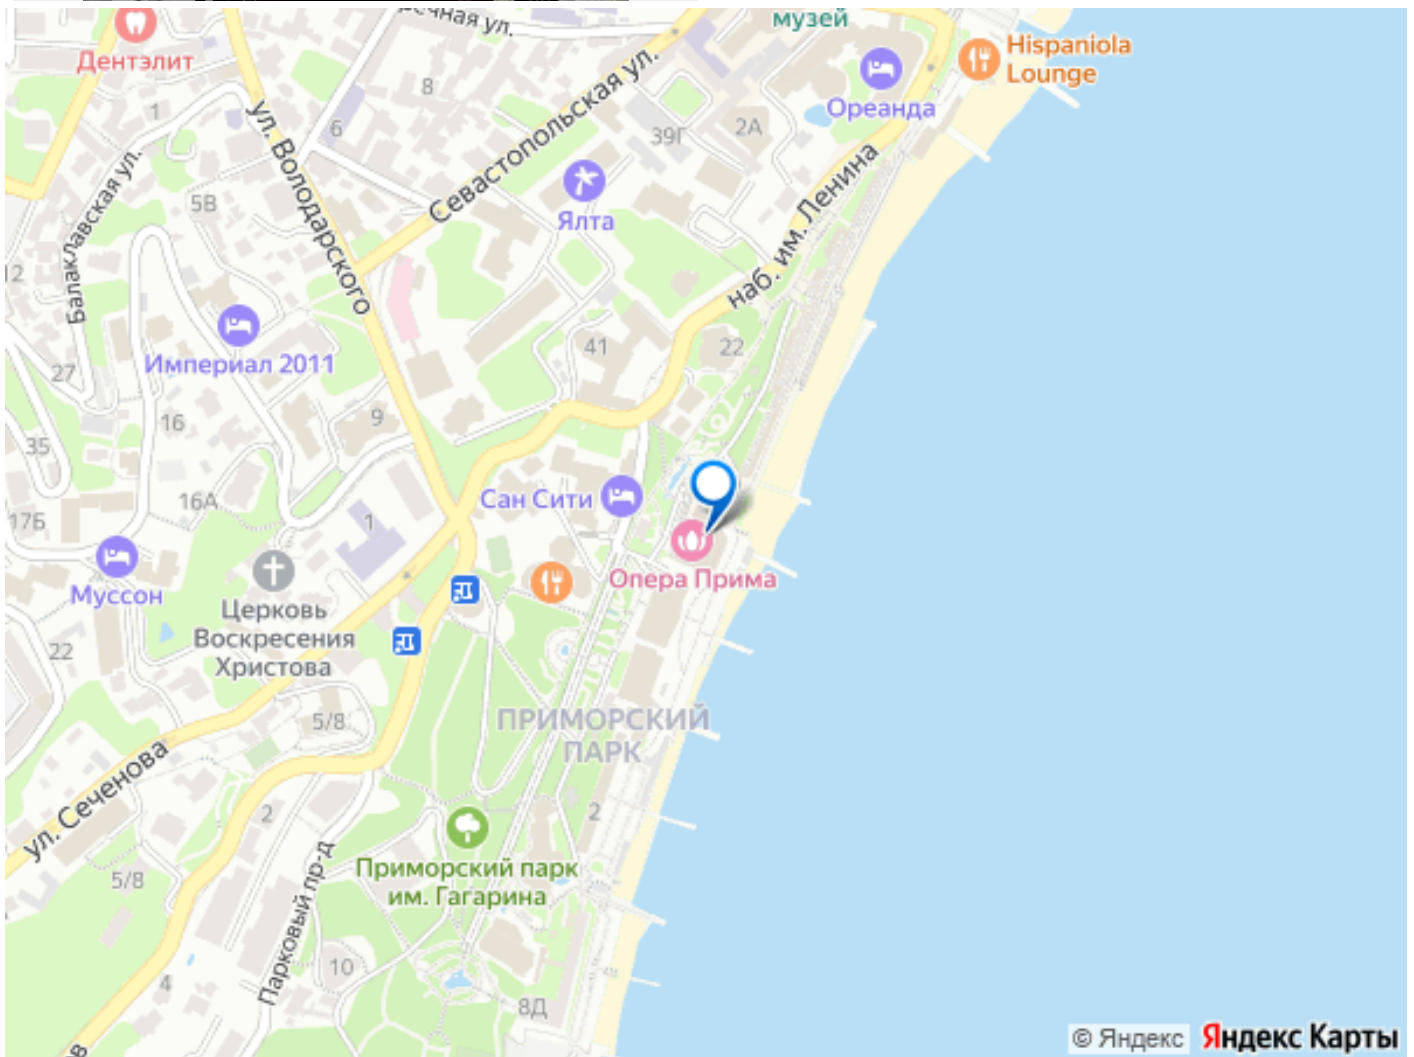 музей
Hispaniola
Lounge
Дентэлит
8
Ореанда
1
6
39Г
2А
ул. Володарского
Севастопольская ул.
Балаклавская ул.
5В
Ялта
наб. им. Ленина
12
Империал 2011
41
22
27
16
9
35
16А
Сан Сити
17Б
1
Опера Прима
Муссон
Церковь
Воскресения
Христова
22
5/8
ПРИМОРСКИЙ
ПАРК
ул. Сеченова
2
2
5/8
Приморский парк
им. Гагарина
Парковый пр-д
10
4
8Д
© Яндекс Яндекс Карты